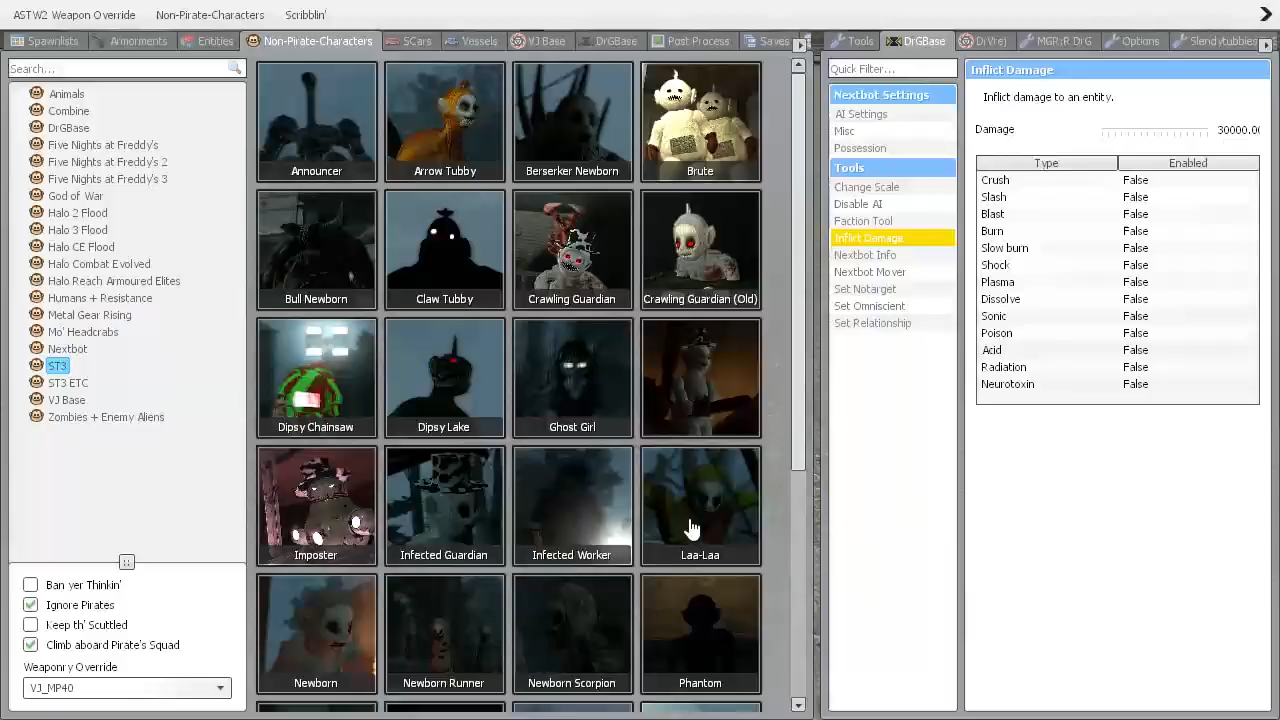 ASTW2 Weapon Override Non-Pirate-Characters Scribblin'
Spawnlists Armorments Entities Non-Pirate-Characters SCars Vessels VJ Base DrGBase Post Process Saves
Tools DrGBase DiVrej MGR:R DrG Options Slendytubbies
Search...
Animals
Combine
DrGBase
Five Nights at Freddy's
Five Nights at Freddy's 2
Five Nights at Freddy's 3
God of War
Halo 2 Flood
Halo 3 Flood
Halo CE Flood
Halo Combat Evolved
Halo Reach Armoured Elites
Humans + Resistance
Metal Gear Rising
Mo' Headcrabs
Nextbot
ST3
ST3 ETC
VJ Base
Zombies + Enemy Aliens
Ban yer Thinkin'
Ignore Pirates
Keep th' Scuttled
Climb aboard Pirate's Squad
Weaponry Override
VJ_MP40
Announcer Arrow Tubby Berserker Newborn Brute
Bull Newborn Claw Tubby Crawling Guardian Crawling Guardian (Old)
Dipsy Chainsaw Dipsy Lake Ghost Girl
Imposter Infected Guardian Infected Worker Laa-Laa
Newborn Newborn Runner Newborn Scorpion Phantom
Quick Filter...
Nextbot Settings
AI Settings
Misc
Possession
Tools
Change Scale
Disable AI
Faction Tool
Inflict Damage
Nextbot Info
Nextbot Mover
Set Notarget
Set Omniscient
Set Relationship
Inflict Damage
Inflict damage to an entity.
Damage 30000.0
Type Enabled
Crush False
Slash False
Blast False
Burn False
Slow burn False
Shock False
Plasma False
Dissolve False
Sonic False
Poison False
Acid False
Radiation False
Neurotoxin False